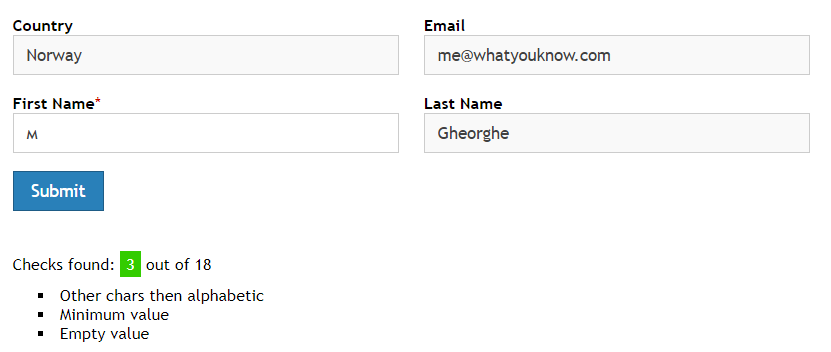 Country Email
Norway me@whatyouknow.com
First Name* Last Name
м Gheorghe
Submit
Checks found: 3 out of 18
Other chars then alphabetic
Minimum value
Empty value